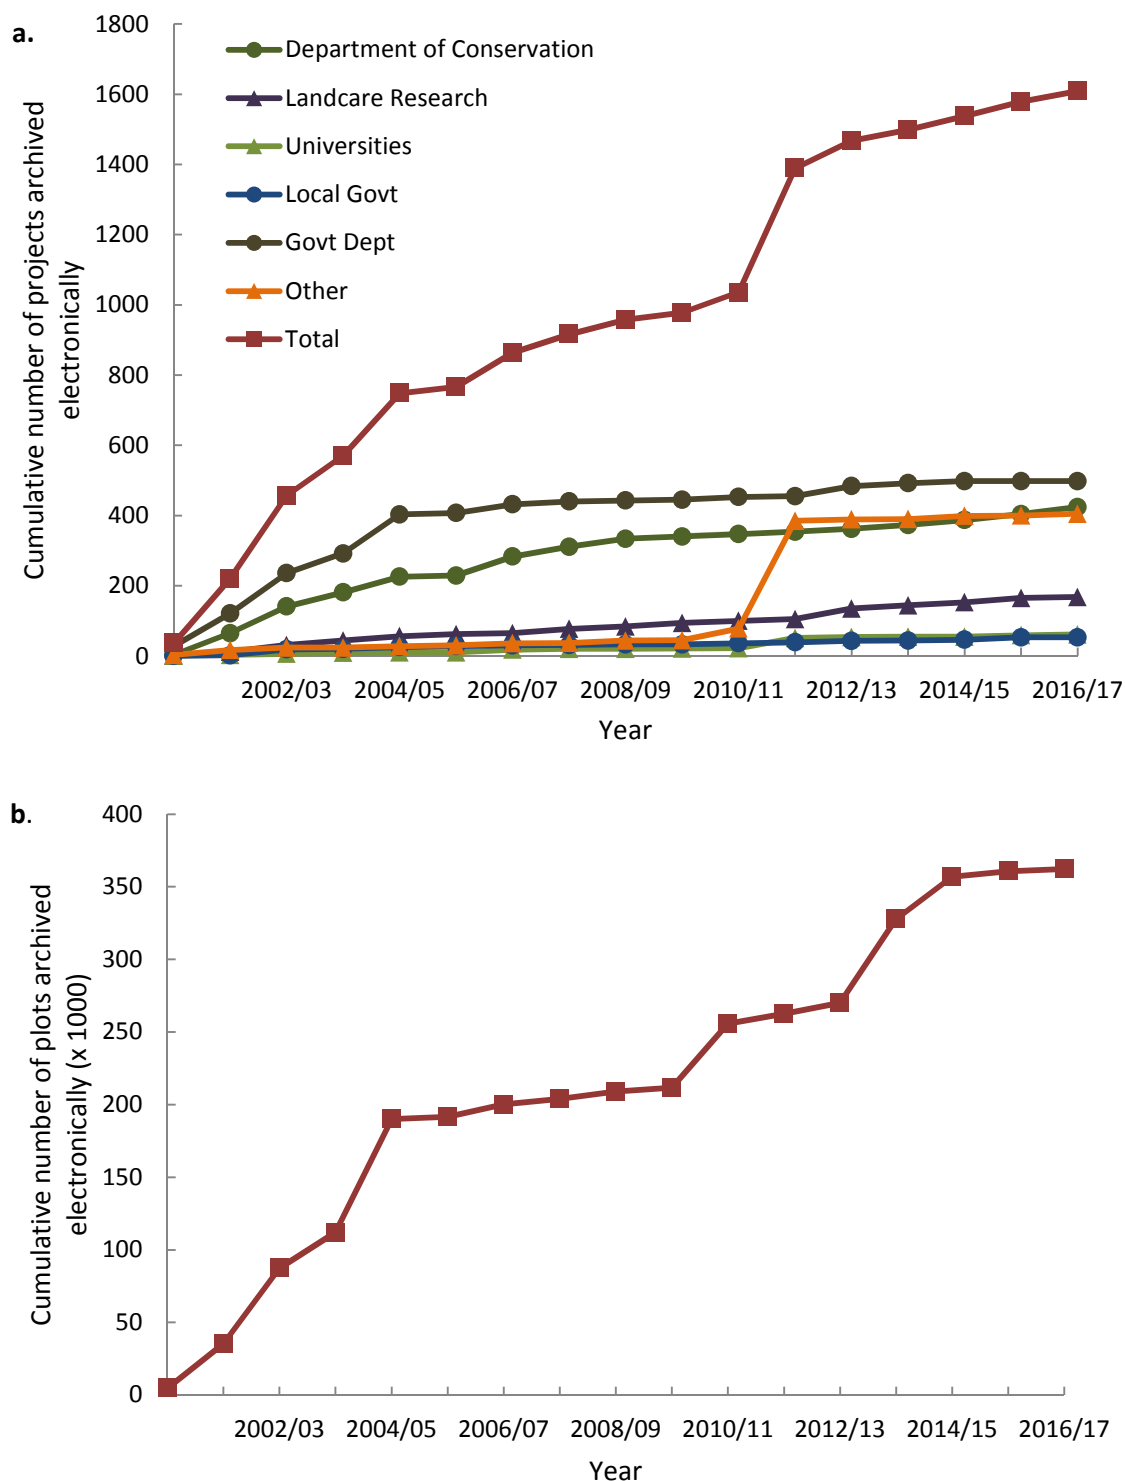 a.
Cumulative number of projects archived
electronically
1800
1600
1400
1200
1000
800
600
400
200
0
Department of Conservation
Landcare Research
Universities
Local Govt
Govt Dept
Other
Total
2002/03 2004/05 2006/07 2008/09 2010/11 2012/13 2014/15 2016/17
Year
b.
Cumulative number of plots archived
electronically (x 1000)
400
350
300
250
200
150
100
50
0
2002/03 2004/05 2006/07 2008/09 2010/11 2012/13 2014/15 2016/17
Year